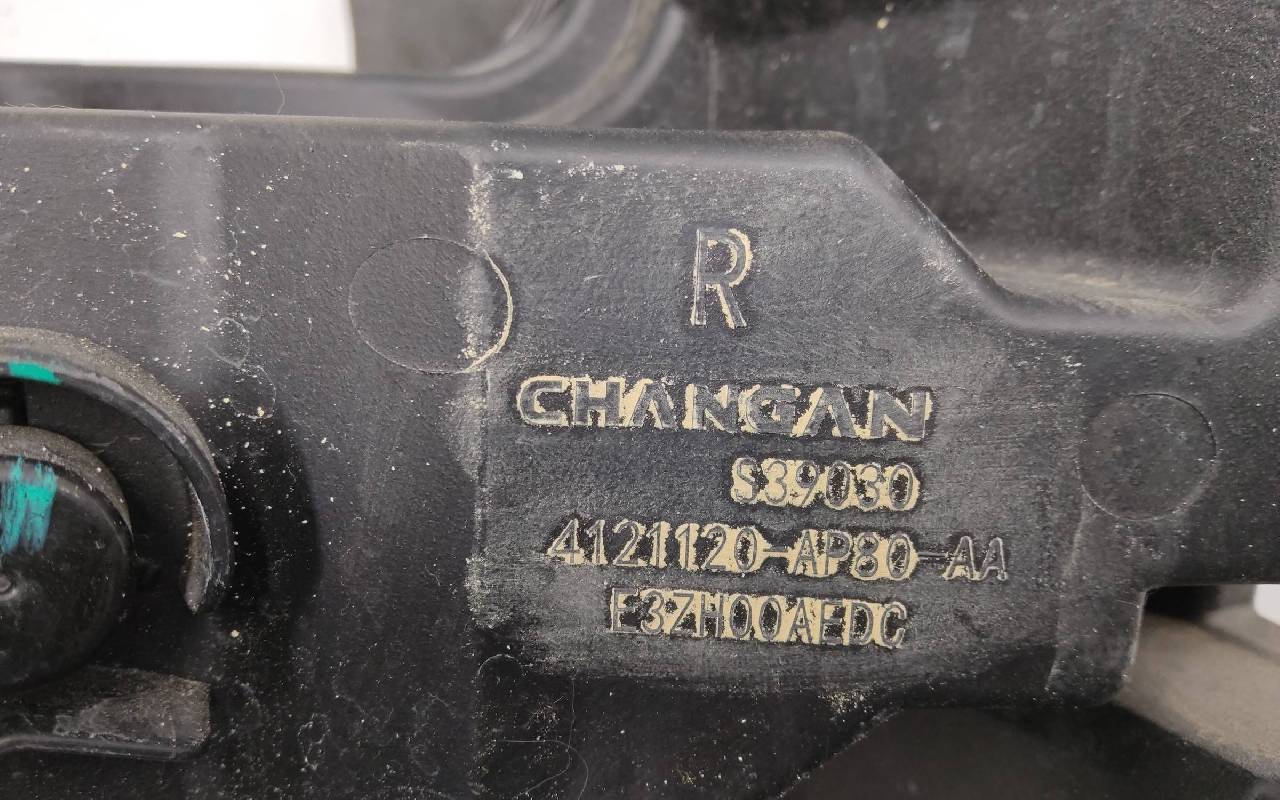 R
CHANGAN
S39030
4121120-AP80-AA
E3ZH00AEDC